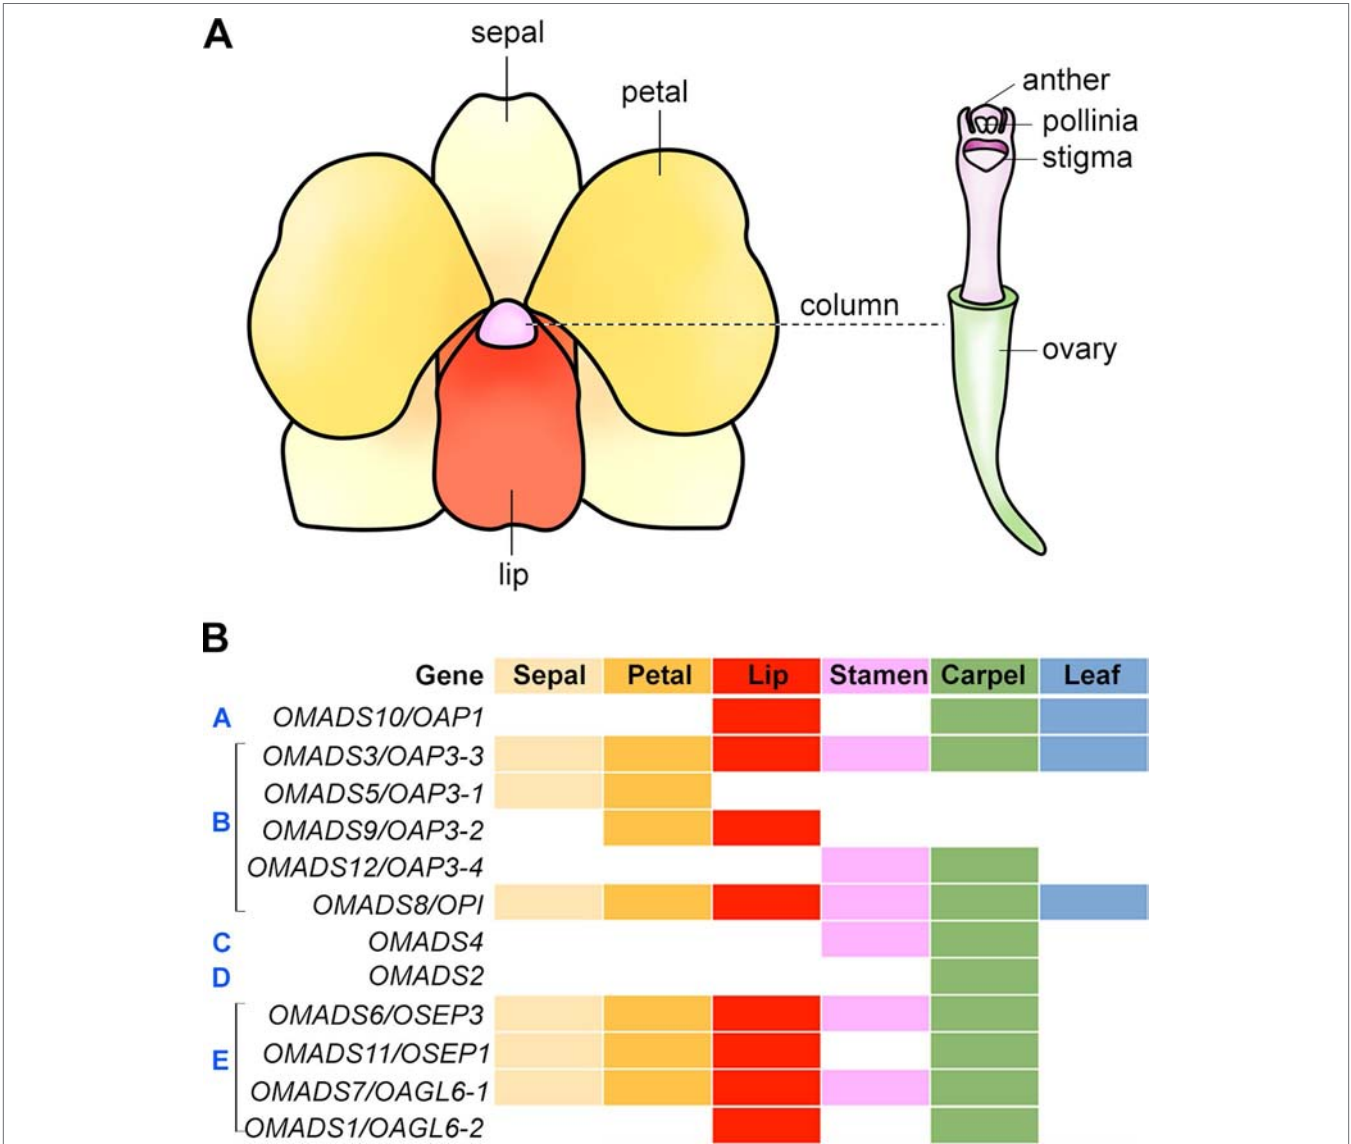 A
sepal
petal
anther
pollinia
stigma
column
ovary
lip
B
Gene Sepal Petal Lip Stamen Carpel Leaf
A OMADS10/OAP1
OMADS3/OAP3-3
OMADS5/OAP3-1
B OMADS9/OAP3-2
OMADS12/OAP3-4
OMADS8/OPI
C OMADS4
D OMADS2
OMADS6/OSEP3
E OMADS11/OSEP1
OMADS7/OAGL6-1
OMADS1/OAGL6-2